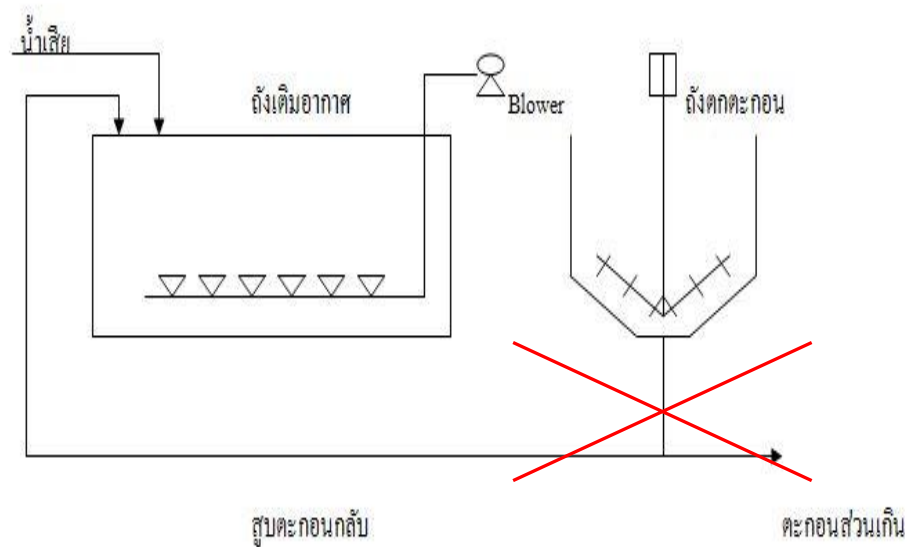 น้ำเสีย
ถังเติมอากาศ
Blower
ถังตกตะกอน
สูบตะกอนกลับ
ตะกอนส่วนเกิน